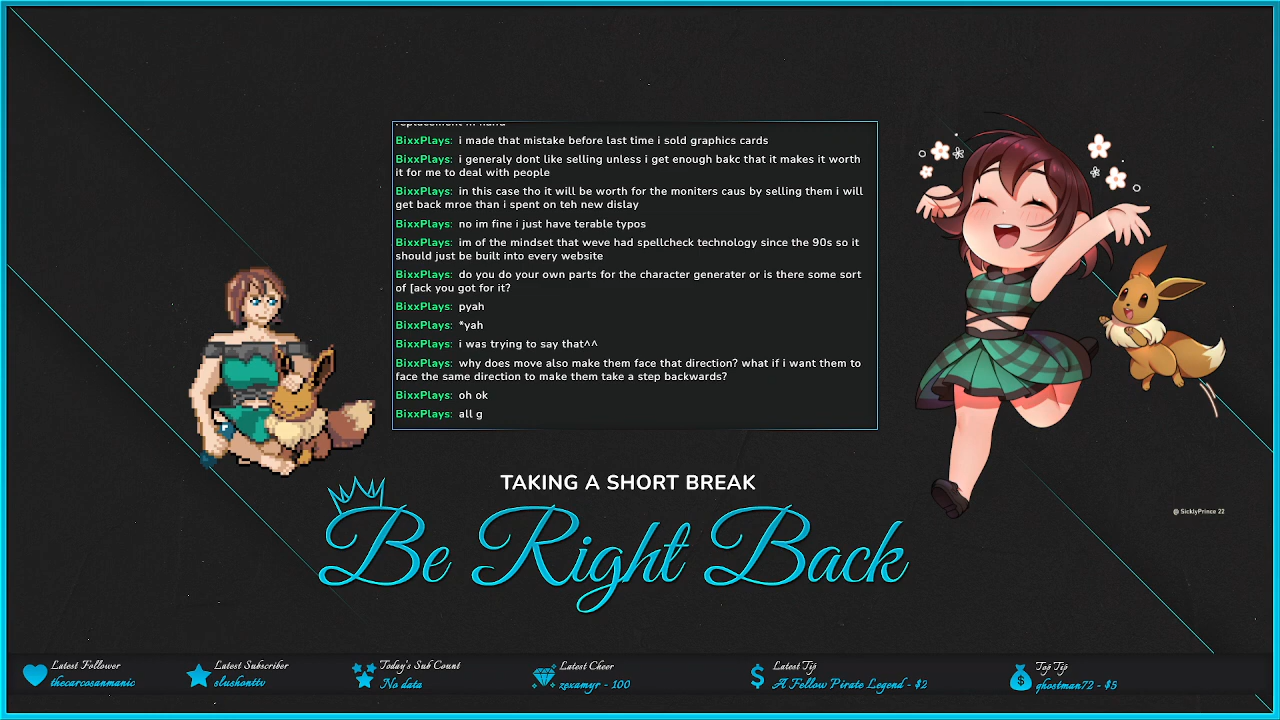 BixxPlays: i made that mistake before last time i sold graphics cards
BixxPlays: i generaly dont like selling unless i get enough bakc that it makes it worth
it for me to deal with people
BixxPlays: in this case tho it will be worth for the moniters caus by selling them i will
get back mroe than i spent on teh new dislay
BixxPlays: no im fine i just have terable typos
BixxPlays: im of the mindset that weve had spellcheck technology since the 90s so it
should just be built into every website
BixxPlays: do you do your own parts for the character generater or is there some sort
of [ack you got for it?
BixxPlays: pyah
BixxPlays: *yah
BixxPlays: i was trying to say that^^
BixxPlays: why does move also make them face that direction? what if i want them to
face the same direction to make them take a step backwards?
BixxPlays: oh ok
BixxPlays: all g
@ SicklyPrince 22
TAKING A SHORT BREAK
Be Right Back
Latest Follower
thecarcosanmanic
Latest Subscriber
slushonttv
Today's Sub Count
No data
Latest Cheer
zexamyr - 100
Latest Tip
A Fellow Pirate Legend - $2
Top Tip
ghostman72 - $5